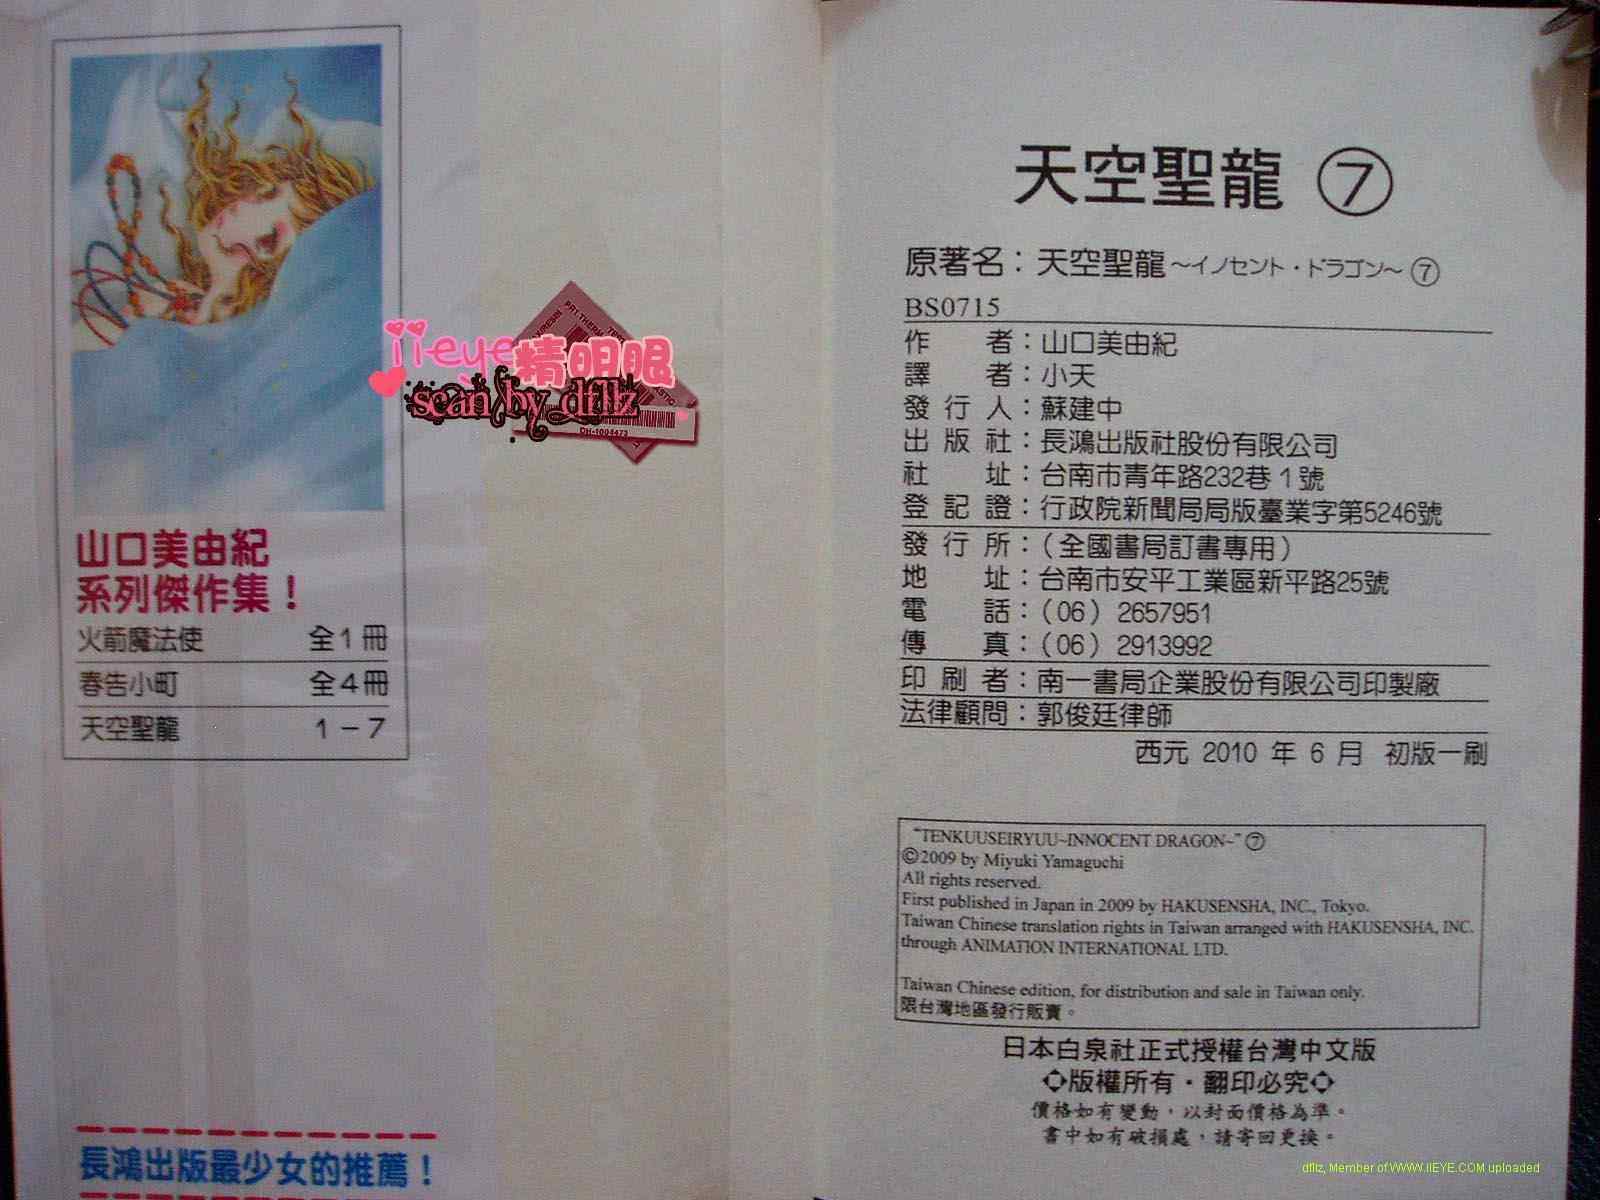 山口美由紀
系列傑作集！
火箭魔法使 全1冊
春告小町 全4冊
天空聖龍 1－7
長鴻出版最少女的推薦！
iieye精明眼
scan by dfllz
DH-1004473
天空聖龍 ⑦
原著名：天空聖龍～イノセント・ドラゴン～⑦
BS0715
作者：山口美由紀
譯者：小天
發行人：蘇建中
出版社：長鴻出版社股份有限公司
社址：台南市青年路232巷1號
登記證：行政院新聞局局版臺業字第5246號
發行所：（全國書局訂書專用）
地址：台南市安平工業區新平路25號
電話：（06）2657951
傳真：（06）2913992
印刷者：南一書局企業股份有限公司印製廠
法律顧問：郭俊廷律師
西元 2010 年 6 月 初版一刷
“TENKUUSEIRYUU~INNOCENT DRAGON~”⑦
©2009 by Miyuki Yamaguchi
All rights reserved.
First published in Japan in 2009 by HAKUSENSHA, INC., Tokyo.
Taiwan Chinese translation rights in Taiwan arranged with HAKUSENSHA, INC.
through ANIMATION INTERNATIONAL LTD.
Taiwan Chinese edition, for distribution and sale in Taiwan only.
限台灣地區發行販賣。
日本白泉社正式授權台灣中文版
版權所有・翻印必究
價格如有變動，以封面價格為準。
書中如有破損處，請寄回更換。
dfllz, Member of WWW.IIEYE.COM uploaded